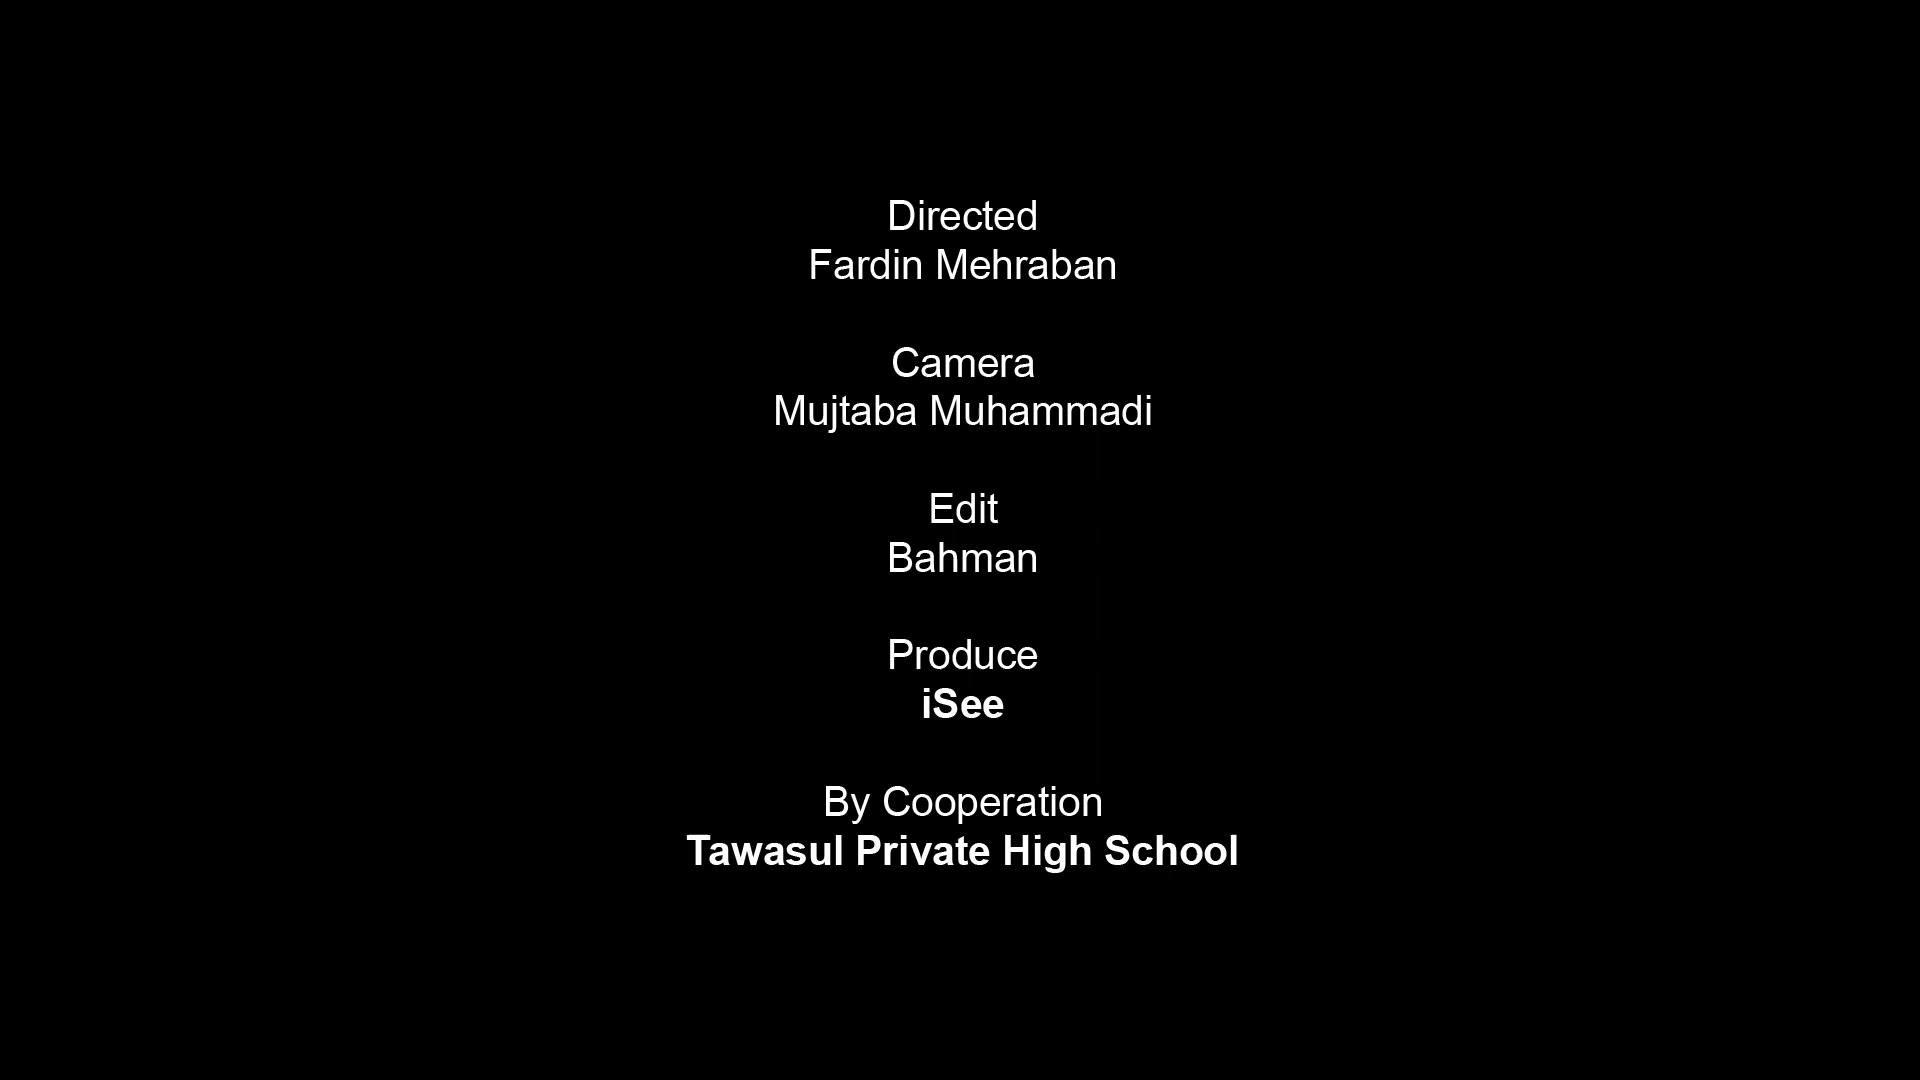 Directed
Fardin Mehraban
Camera
Mujtaba Muhammadi
Edit
Bahman
Produce
iSee
By Cooperation
Tawasul Private High School